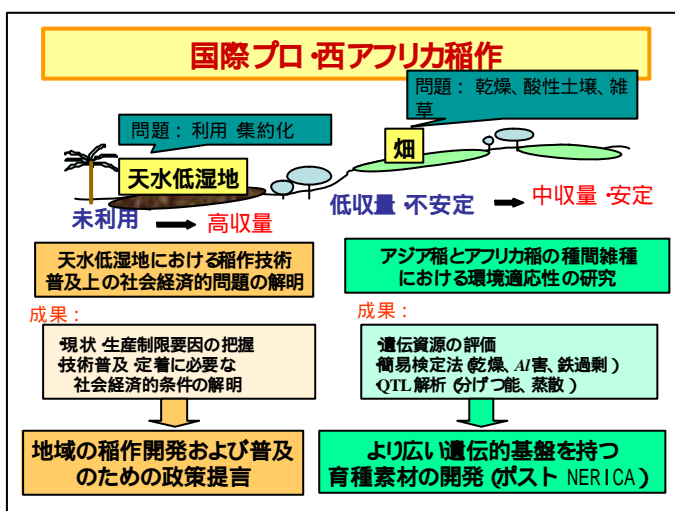 国際プロ・西アフリカ稲作
問題：乾燥、酸性土壌、雑
草
問題：利用・集約化
畑
天水低湿地
未利用
高収量
低収量・不安定
中収量・安定
天水低湿地における稲作技術
普及上の社会経済的問題の解明
アジア稲とアフリカ稲の種間雑種
における環境適応性の研究
成果：
・現状・生産制限要因の把握
・技術普及・定着に必要な
社会経済的条件の解明
成果：
・遺伝資源の評価
・簡易検定法（乾燥、Al害、鉄過剰）
・QTL解析（分げつ能、蒸散）
地域の稲作開発および普及
のための政策提言
より広い遺伝的基盤を持つ
育種素材の開発（ポスト NERICA）